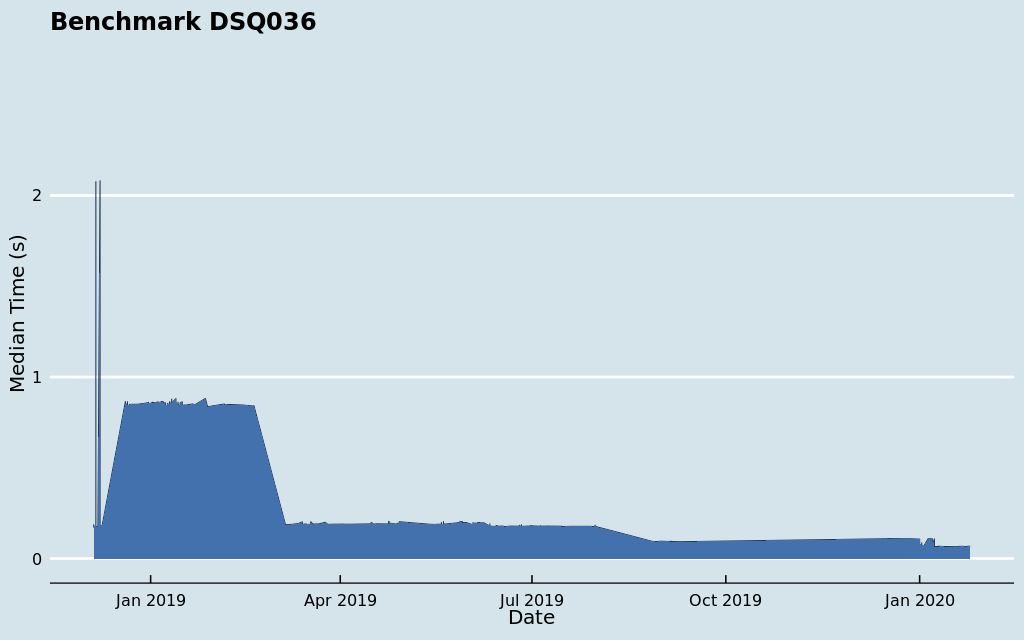 Benchmark DSQ036
Median Time (s)
2
1
0
Jan 2019
Apr 2019
Jul 2019
Oct 2019
Jan 2020
Date